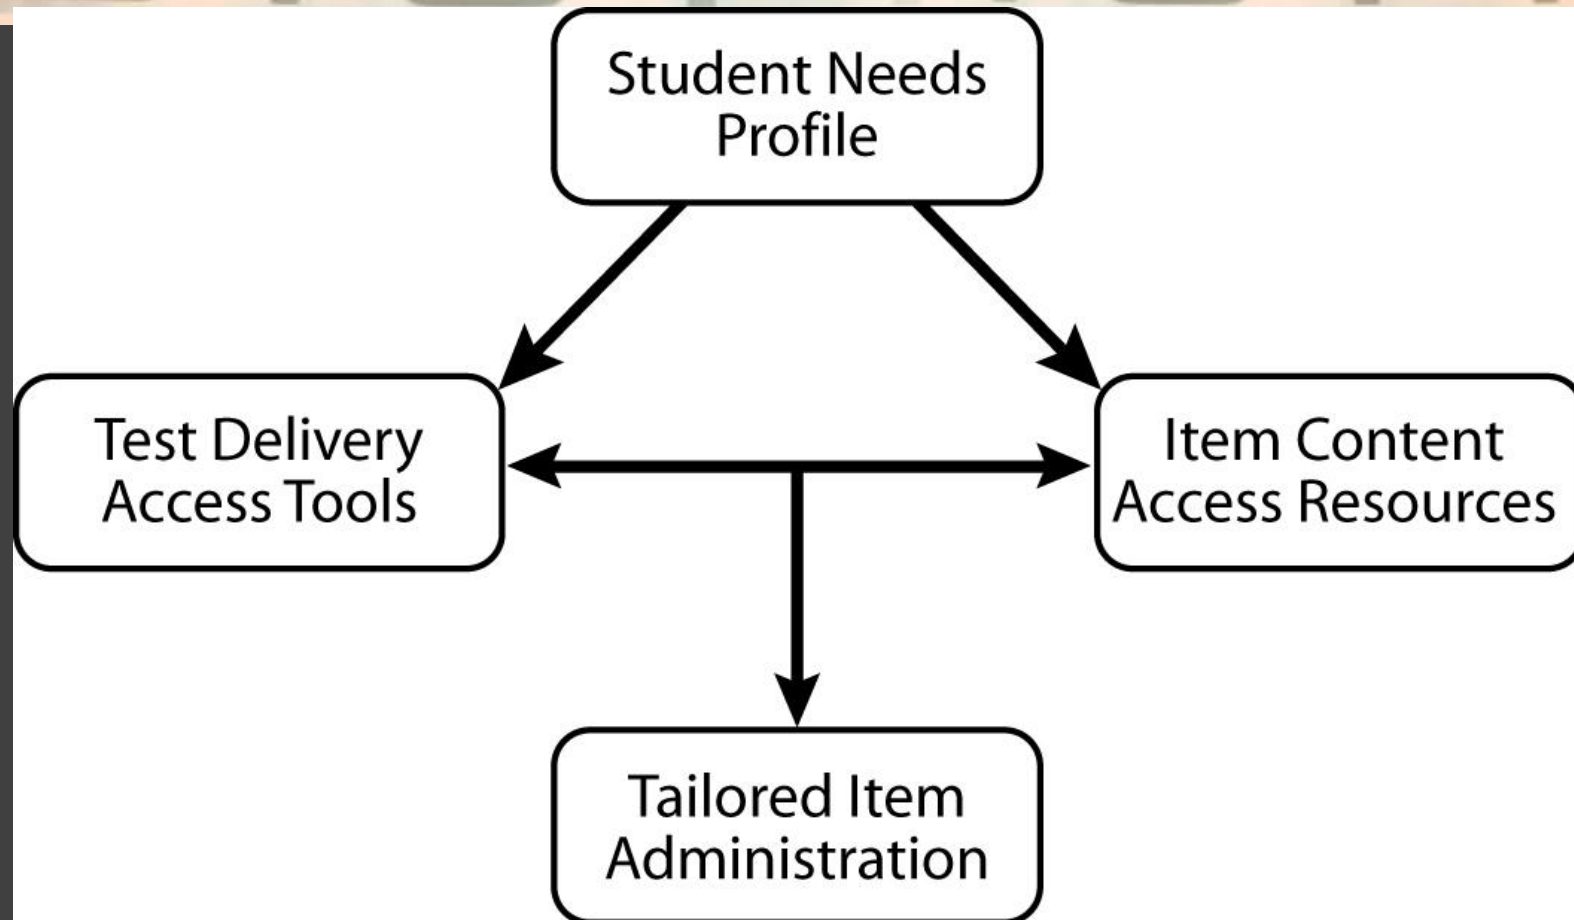 Student Needs
Profile
Test Delivery
Access Tools
Item Content
Access Resources
Tailored Item
Administration